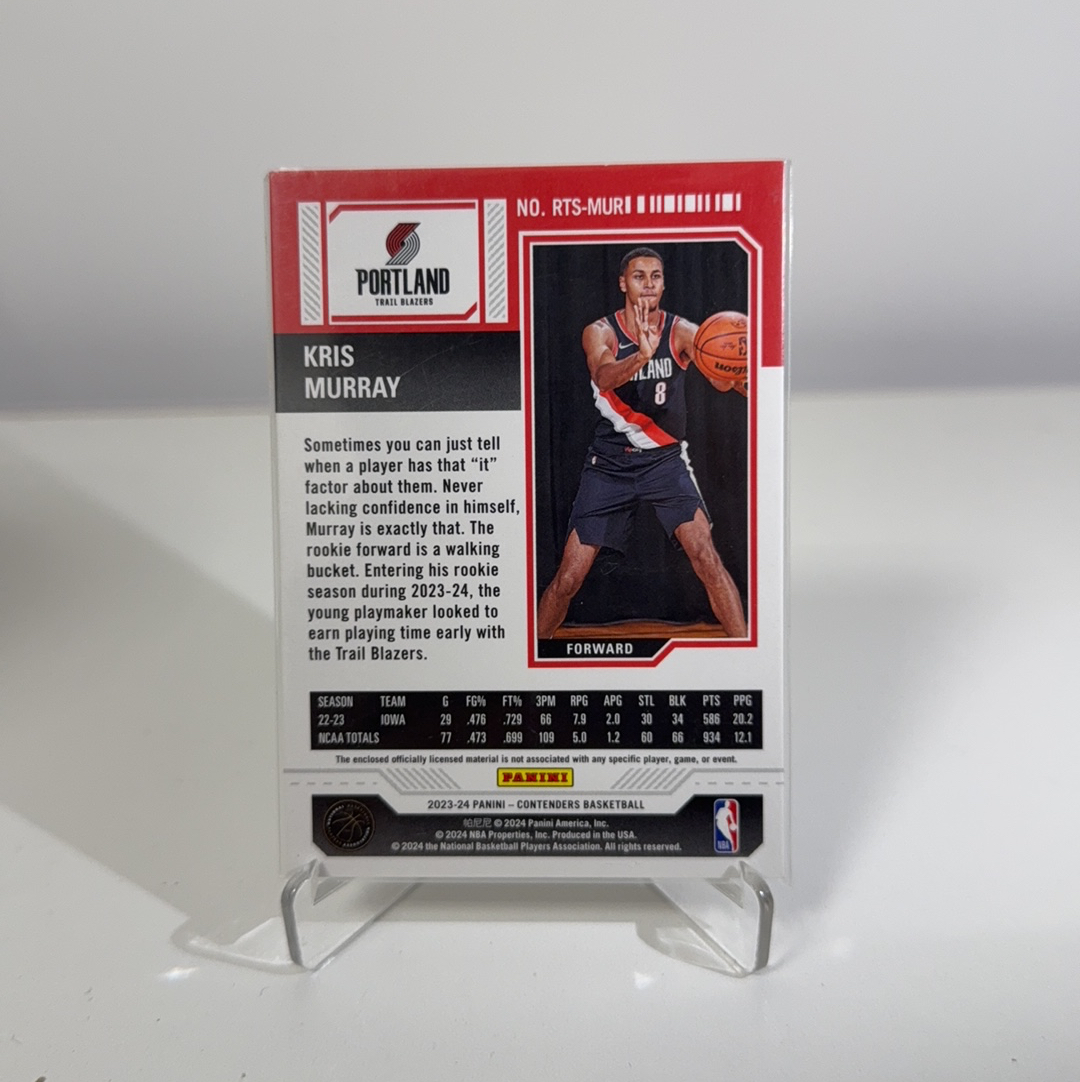 NO. RTS-MUR
PORTLAND
TRAIL BLAZERS
KRIS
MURRAY
Sometimes you can just tell
when a player has that “it”
factor about them. Never
lacking confidence in himself,
Murray is exactly that. The
rookie forward is a walking
bucket. Entering his rookie
season during 2023-24, the
young playmaker looked to
earn playing time early with
the Trail Blazers.
8
FORWARD
SEASON TEAM G FG% FT% 3PM RPG APG STL BLK PTS PPG
22-23 IOWA 29 .476 .729 66 7.9 2.0 30 34 586 20.2
NCAA TOTALS 77 .473 .699 109 5.0 1.2 60 66 934 12.1
The enclosed officially licensed material is not associated with any specific player, game, or event.
PANINI
2023-24 PANINI – CONTENDERS BASKETBALL
帕尼尼 © 2024 Panini America, Inc.
© 2024 NBA Properties, Inc. Produced in the USA.
© 2024 the National Basketball Players Association. All rights reserved.
NBA